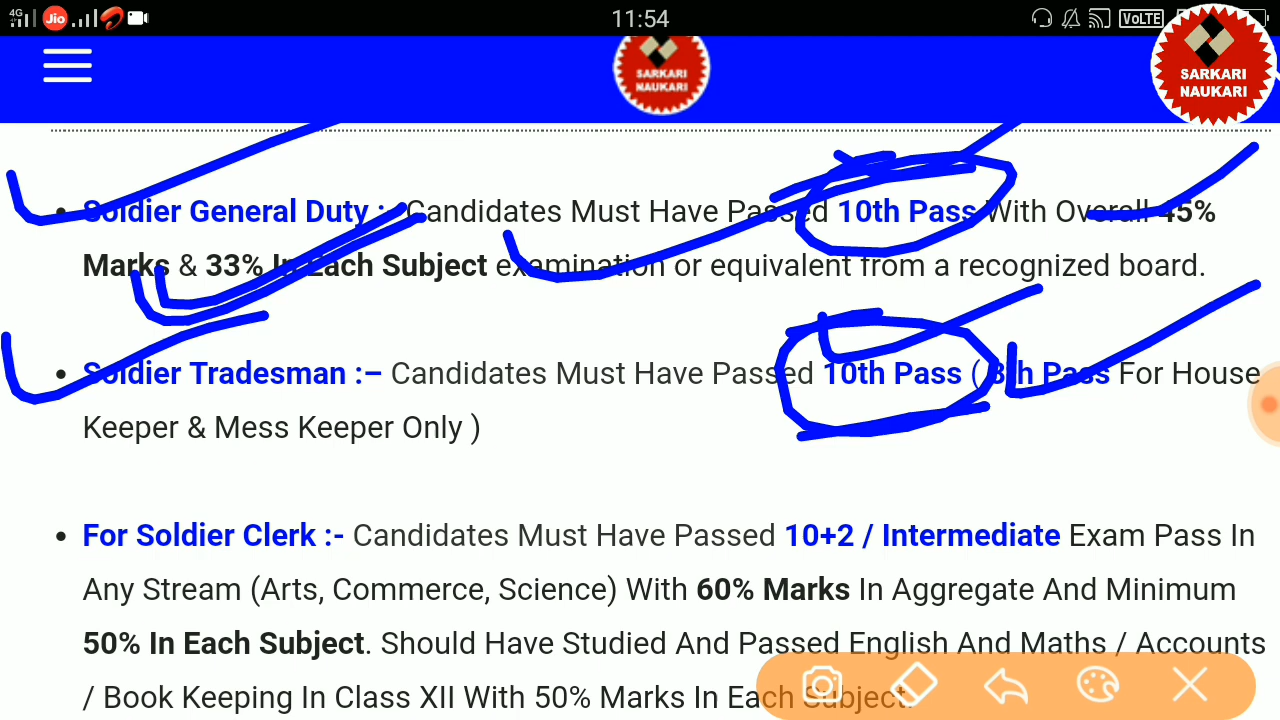 4G Jio 11:54 VoLTE
SARKARI
NAUKARI
SARKARI
NAUKARI
Soldier General Duty :- Candidates Must Have Passed 10th Pass With Overall 45%
Marks & 33% In Each Subject examination or equivalent from a recognized board.
Soldier Tradesman :– Candidates Must Have Passed 10th Pass ( 8th Pass For House
Keeper & Mess Keeper Only )
For Soldier Clerk :- Candidates Must Have Passed 10+2 / Intermediate Exam Pass In
Any Stream (Arts, Commerce, Science) With 60% Marks In Aggregate And Minimum
50% In Each Subject. Should Have Studied And Passed English And Maths / Accounts
/ Book Keeping In Class XII With 50% Marks In Each Subject.